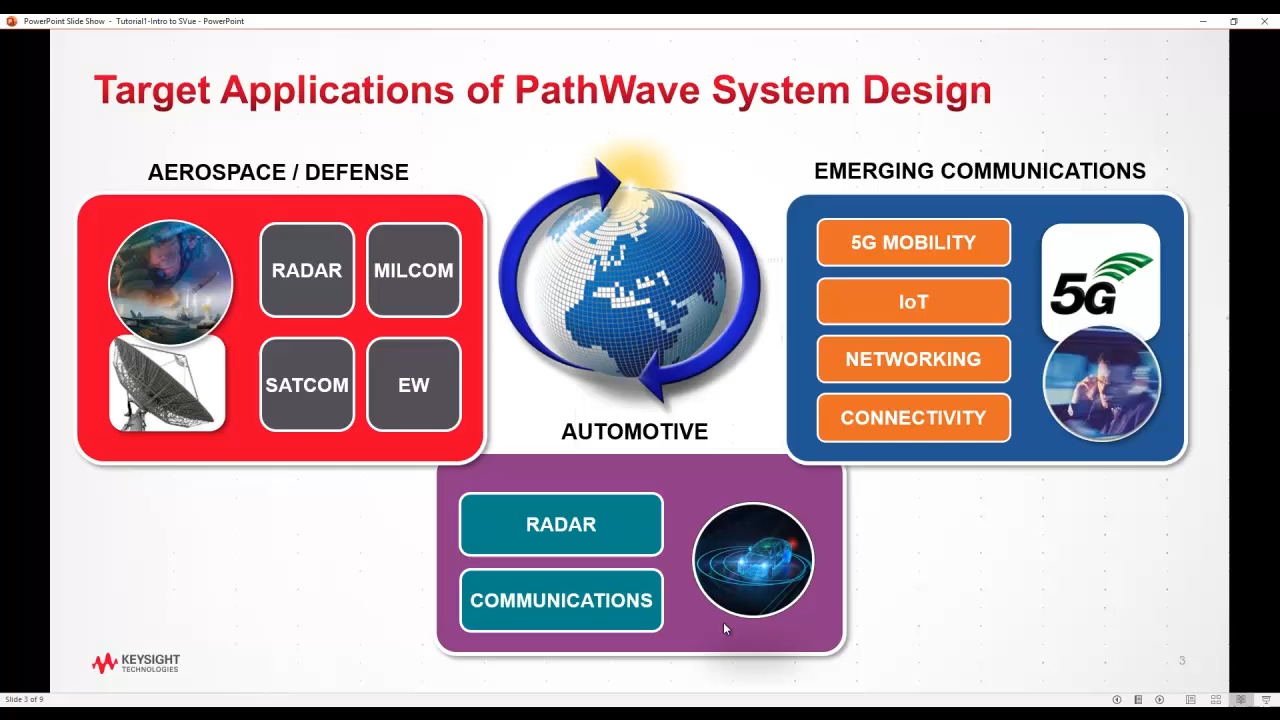 PowerPoint Slide Show - Tutorial1-Intro to SVue - PowerPoint
Target Applications of PathWave System Design
AEROSPACE / DEFENSE
RADAR
MILCOM
SATCOM
EW
EMERGING COMMUNICATIONS
5G MOBILITY
IoT
NETWORKING
CONNECTIVITY
5G
AUTOMOTIVE
RADAR
COMMUNICATIONS
KEYSIGHT
TECHNOLOGIES
3
Slide 3 of 9